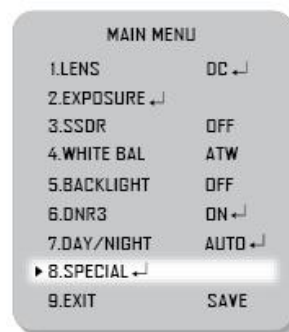 MAIN MENU
1.LENS DC ↵
2.EXPOSURE ↵
3.SSDR OFF
4.WHITE BAL ATW
5.BACKLIGHT OFF
6.DNR3 ON ↵
7.DAY/NIGHT AUTO ↵
▶ 8.SPECIAL ↵
9.EXIT SAVE